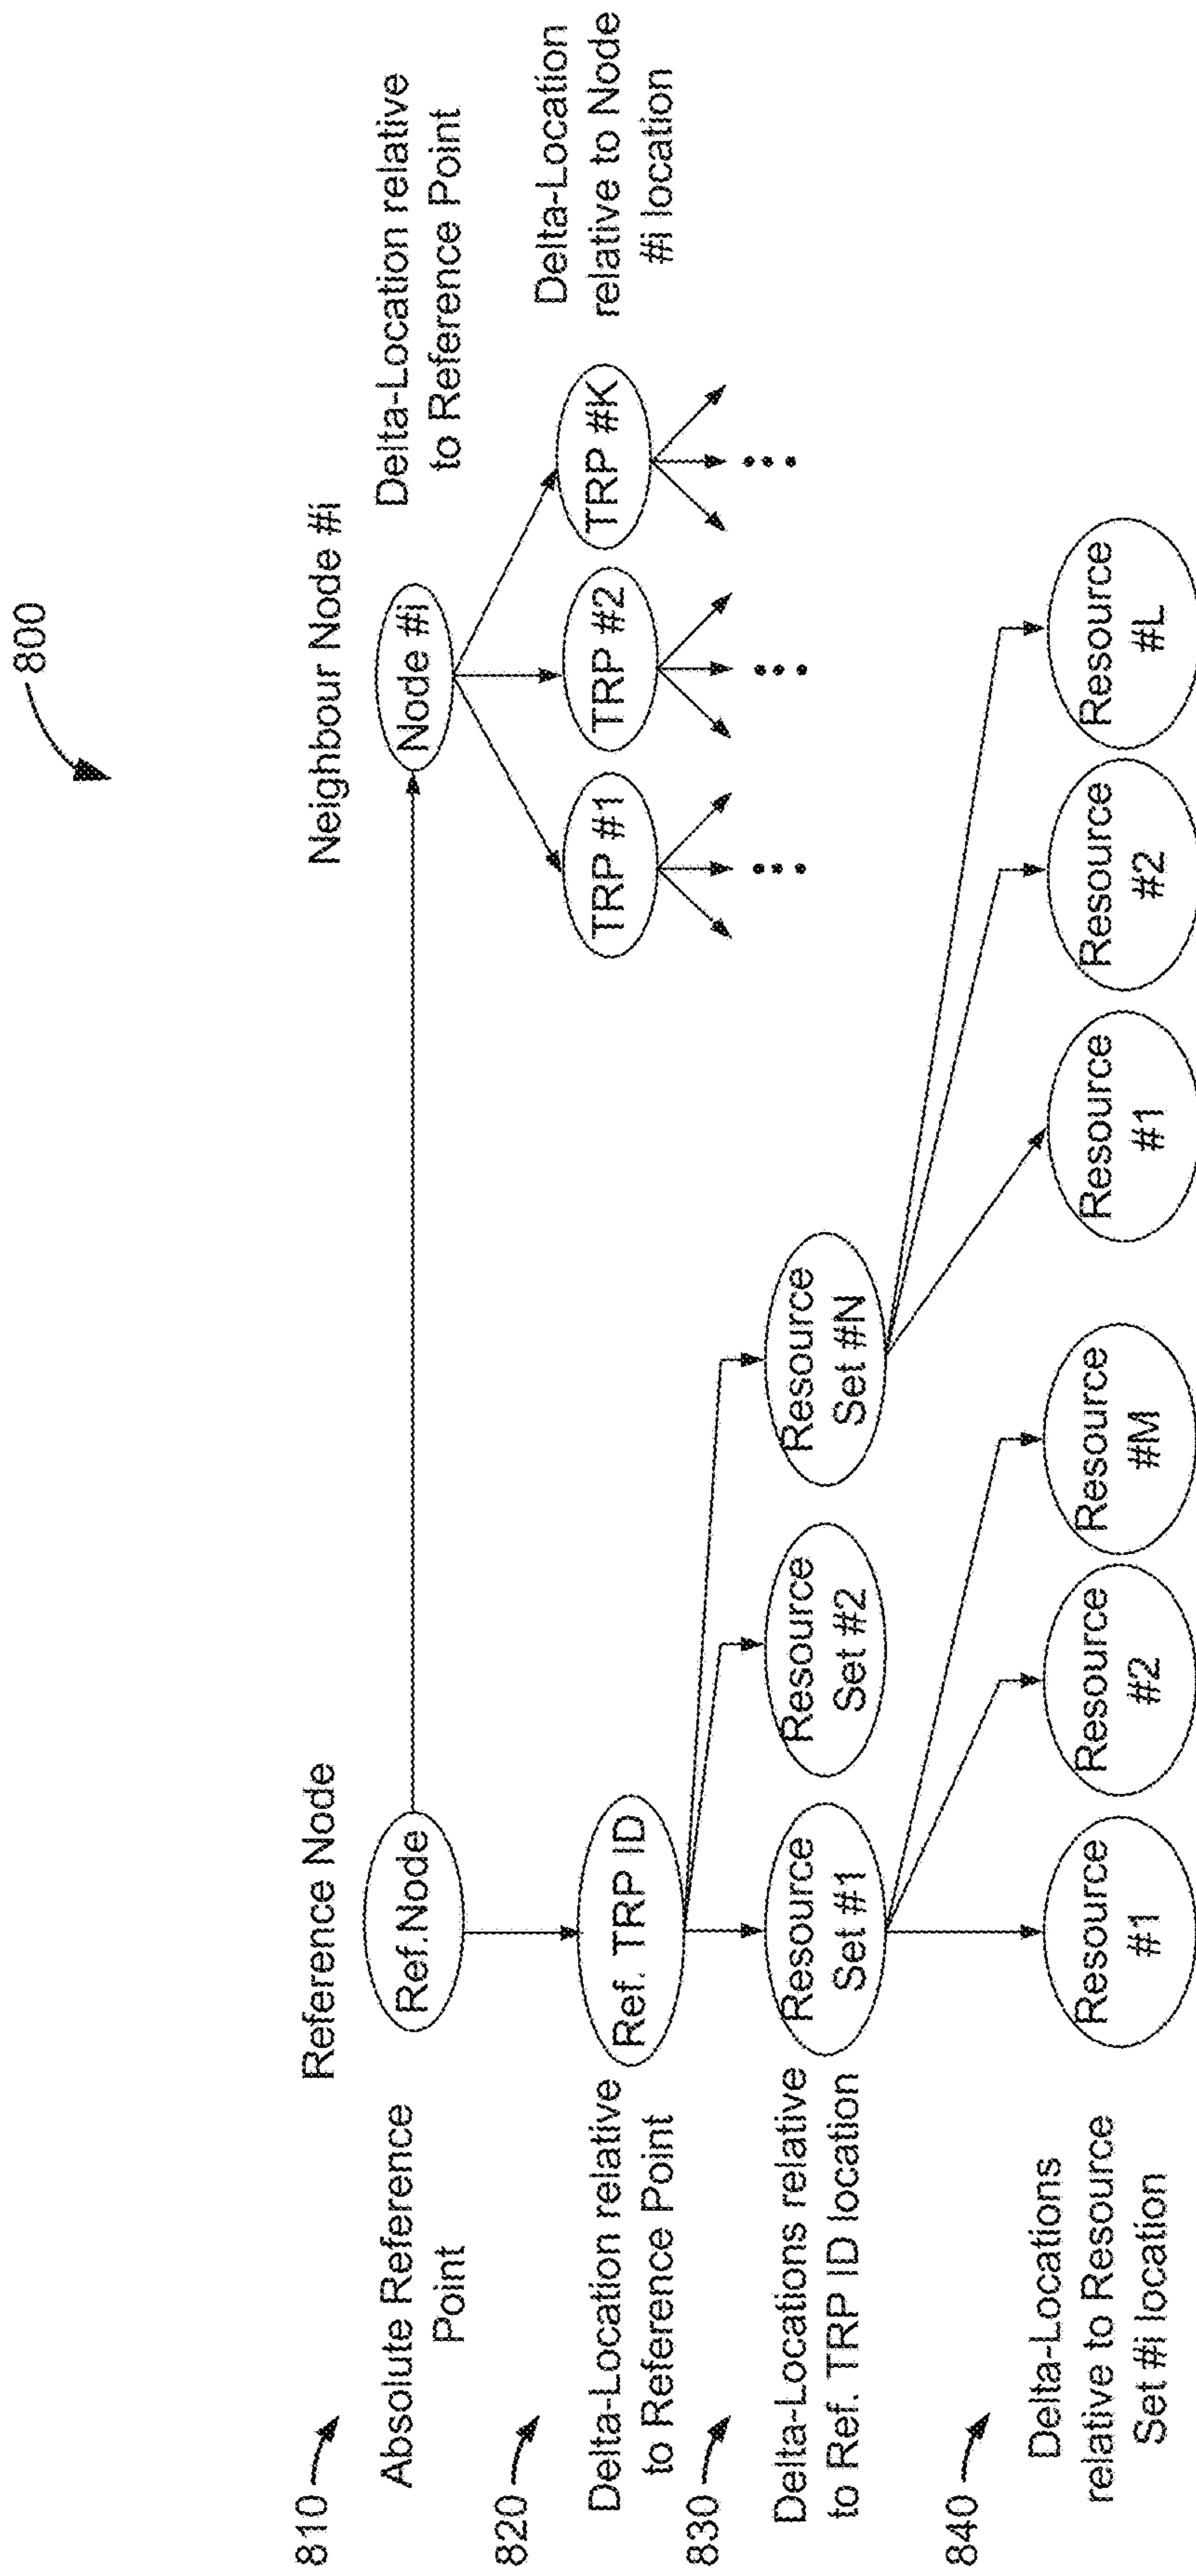 800
810
Reference Node
Neighbour Node #i
Absolute Reference
Point
Ref.Node
Node #i
Delta-Location relative
to Reference Point
820
Delta-Location relative
to Reference Point
Ref. TRP ID
TRP #1
TRP #2
TRP #K
Delta-Location
relative to Node
#i location
830
Delta-Locations relative
to Ref. TRP ID location
Resource
Set #1
Resource
Set #2
Resource
Set #N
840
Delta-Locations
relative to Resource
Set #i location
Resource
#1
Resource
#2
Resource
#M
Resource
#1
Resource
#2
Resource
#L